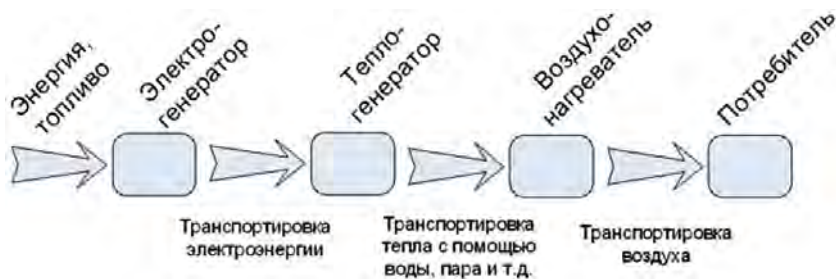 Энергия,
топливо
Электро-
генератор
Тепло-
генератор
Воздухо-
нагреватель
Потребитель
Транспортировка
электроэнергии
Транспортировка
тепла с помощью
воды, пара и т.д.
Транспортировка
воздуха